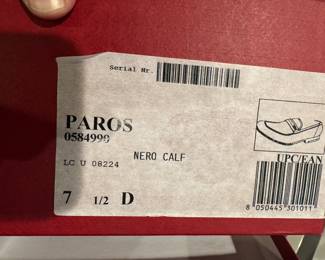 Serial Nr.
PAROS
0584999
NERO CALF
UPC/EAN
LC U 08224
7 1/2 D
8 050445 301011